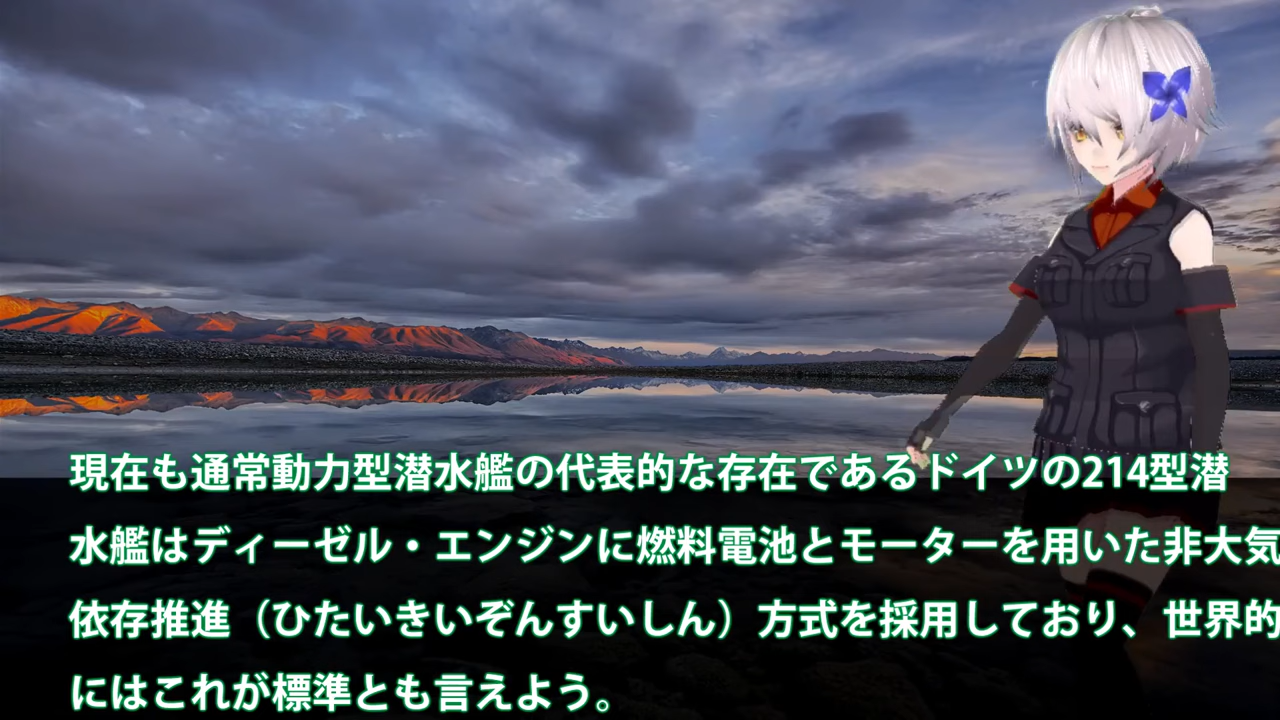 現在も通常動力型潜水艦の代表的な存在であるドイツの214型潜
水艦はディーゼル・エンジンに燃料電池とモーターを用いた非大気
依存推進（ひたいきいぞんすいしん）方式を採用しており、世界的
にはこれが標準とも言えよう。